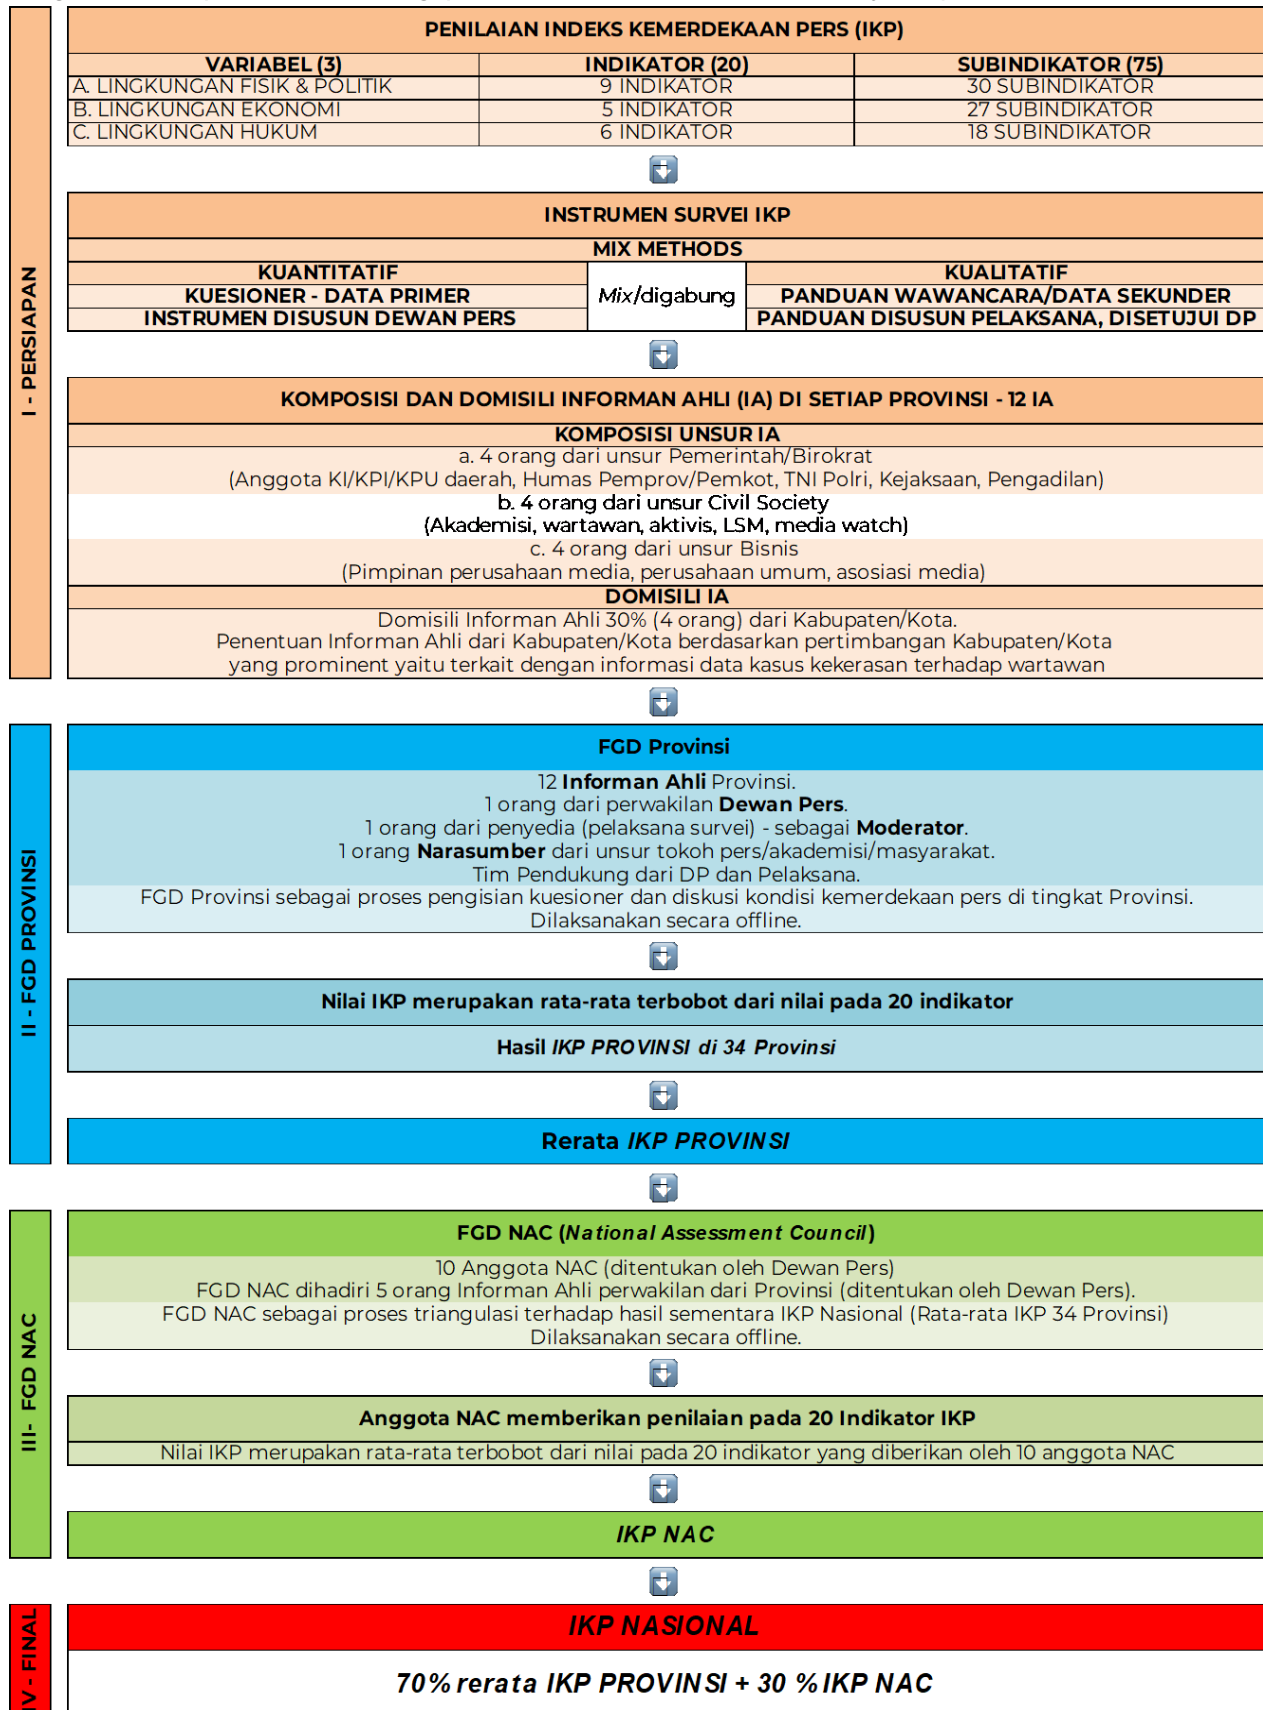 PENILAIAN INDEKS KEMERDEKAAN PERS (IKP)
VARIABEL (3) INDIKATOR (20) SUBINDIKATOR (75)
A. LINGKUNGAN FISIK & POLITIK 9 INDIKATOR 30 SUBINDIKATOR
B. LINGKUNGAN EKONOMI 5 INDIKATOR 27 SUBINDIKATOR
C. LINGKUNGAN HUKUM 6 INDIKATOR 18 SUBINDIKATOR
I - PERSIAPAN
INSTRUMEN SURVEI IKP
MIX METHODS
KUANTITATIF KUALITATIF
KUESIONER - DATA PRIMER Mix/digabung PANDUAN WAWANCARA/DATA SEKUNDER
INSTRUMEN DISUSUN DEWAN PERS PANDUAN DISUSUN PELAKSANA, DISETUJUI DP
KOMPOSISI DAN DOMISILI INFORMAN AHLI (IA) DI SETIAP PROVINSI - 12 IA
KOMPOSISI UNSUR IA
a. 4 orang dari unsur Pemerintah/Birokrat
(Anggota KI/KPI/KPU daerah, Humas Pemprov/Pemkot, TNI Polri, Kejaksaan, Pengadilan)
b. 4 orang dari unsur Civil Society
(Akademisi, wartawan, aktivis, LSM, media watch)
c. 4 orang dari unsur Bisnis
(Pimpinan perusahaan media, perusahaan umum, asosiasi media)
DOMISILI IA
Domisili Informan Ahli 30% (4 orang) dari Kabupaten/Kota.
Penentuan Informan Ahli dari Kabupaten/Kota berdasarkan pertimbangan Kabupaten/Kota
yang prominent yaitu terkait dengan informasi data kasus kekerasan terhadap wartawan
II - FGD PROVINSI
FGD Provinsi
12 Informan Ahli Provinsi.
1 orang dari perwakilan Dewan Pers.
1 orang dari penyedia (pelaksana survei) - sebagai Moderator.
1 orang Narasumber dari unsur tokoh pers/akademisi/masyarakat.
Tim Pendukung dari DP dan Pelaksana.
FGD Provinsi sebagai proses pengisian kuesioner dan diskusi kondisi kemerdekaan pers di tingkat Provinsi.
Dilaksanakan secara offline.
Nilai IKP merupakan rata-rata terbobot dari nilai pada 20 indikator
Hasil IKP PROVINSI di 34 Provinsi
Rerata IKP PROVINSI
III- FGD NAC
FGD NAC (National Assessment Council)
10 Anggota NAC (ditentukan oleh Dewan Pers)
FGD NAC dihadiri 5 orang Informan Ahli perwakilan dari Provinsi (ditentukan oleh Dewan Pers).
FGD NAC sebagai proses triangulasi terhadap hasil sementara IKP Nasional (Rata-rata IKP 34 Provinsi)
Dilaksanakan secara offline.
Anggota NAC memberikan penilaian pada 20 Indikator IKP
Nilai IKP merupakan rata-rata terbobot dari nilai pada 20 indikator yang diberikan oleh 10 anggota NAC
IKP NAC
IV - FINAL
IKP NASIONAL
70% rerata IKP PROVINSI + 30 % IKP NAC